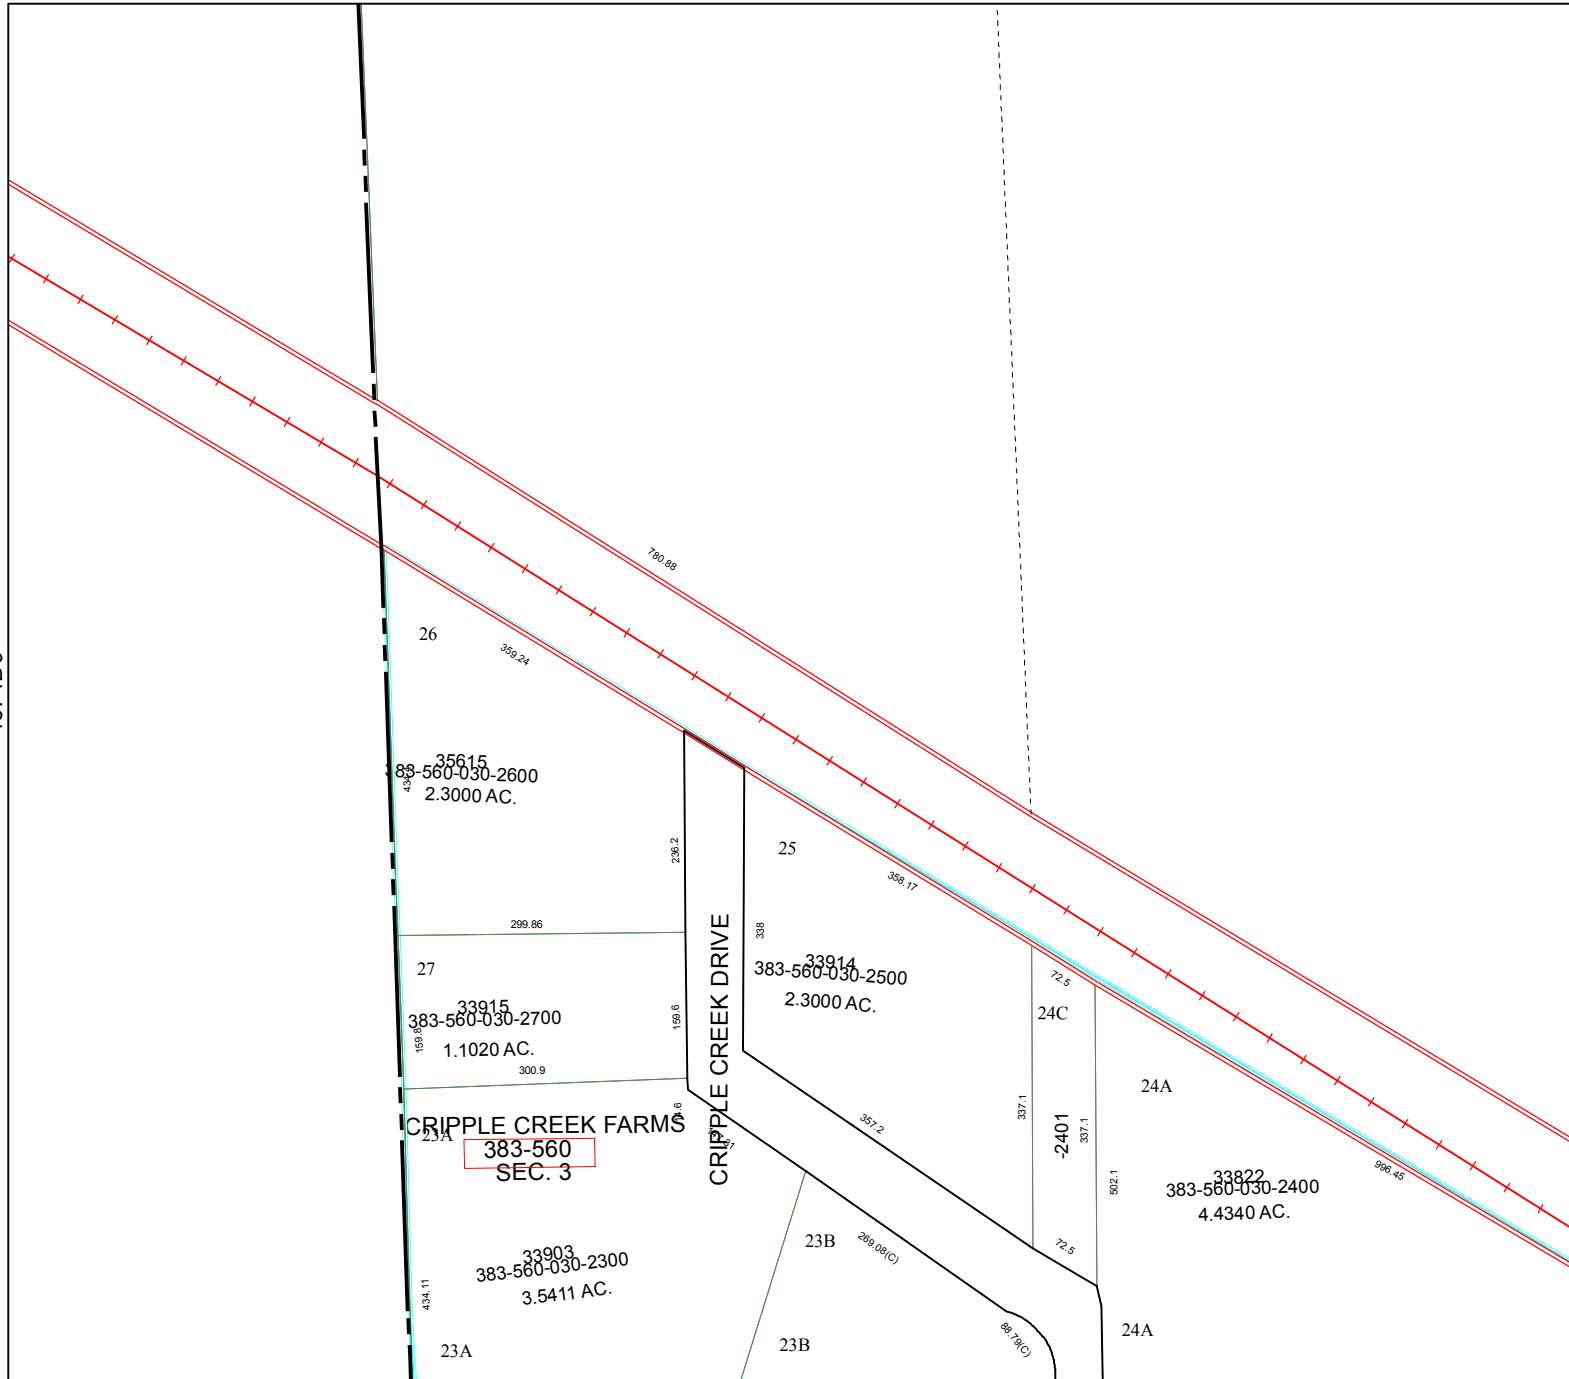 780.88
26
359.24
35615
383-560-030-2600
2.3000 AC.
236.2
25
358.17
299.86
338
CRIPPLE CREEK DRIVE
27
33914
383-560-030-2500
2.3000 AC.
72.5
24C
33915
383-560-030-2700
1.1020 AC.
159.8
159.6
300.9
24A
337.1
-2401
337.1
357.2
CRIPPLE CREEK FARMS
23A
383-560
SEC. 3
502.1
996.45
33822
383-560-030-2400
4.4340 AC.
23B
269.08(C)
72.5
33903
383-560-030-2300
3.5411 AC.
434.11
88.79(C)
24A
23A
23B